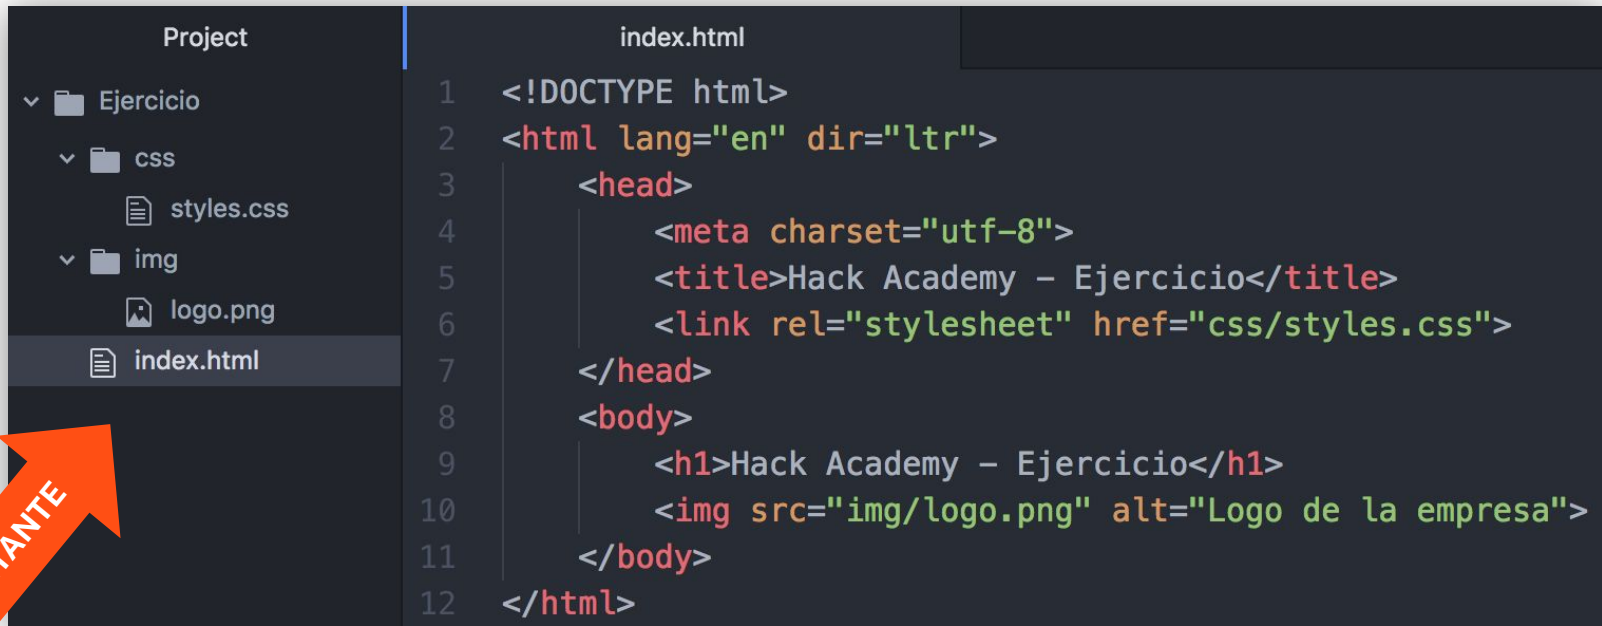 Project
Ejercicio
css
styles.css
img
logo.png
index.html
index.html
1 <!DOCTYPE html>
2 <html lang="en" dir="ltr">
3 <head>
4 <meta charset="utf-8">
5 <title>Hack Academy – Ejercicio</title>
6 <link rel="stylesheet" href="css/styles.css">
7 </head>
8 <body>
9 <h1>Hack Academy – Ejercicio</h1>
10 <img src="img/logo.png" alt="Logo de la empresa">
11 </body>
12 </html>